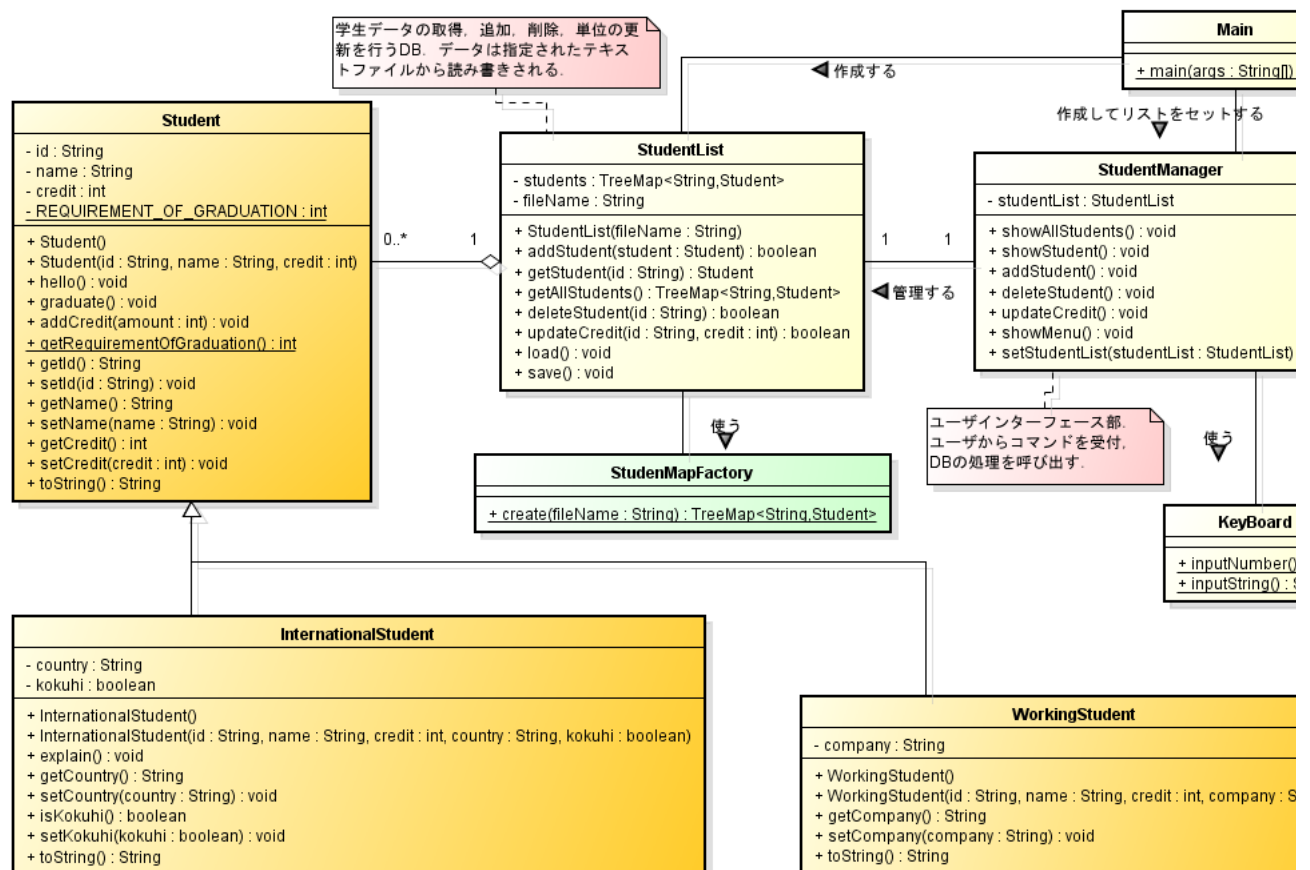 学生データの取得，追加，削除，単位の更
新を行うDB．データは指定されたテキス
トファイルから読み書きされる．
Main
+ main(args : String[])
作成する
作成してリストをセットする
Student
- id : String
- name : String
- credit : int
- REQUIREMENT_OF_GRADUATION : int
+ Student()
+ Student(id : String, name : String, credit : int)
+ hello() : void
+ graduate() : void
+ addCredit(amount : int) : void
+ getRequirementOfGraduation() : int
+ getId() : String
+ setId(id : String) : void
+ getName() : String
+ setName(name : String) : void
+ getCredit() : int
+ setCredit(credit : int) : void
+ toString() : String
0..*
1
StudentList
- students : TreeMap<String,Student>
- fileName : String
+ StudentList(fileName : String)
+ addStudent(student : Student) : boolean
+ getStudent(id : String) : Student
+ getAllStudents() : TreeMap<String,Student>
+ deleteStudent(id : String) : boolean
+ updateCredit(id : String, credit : int) : boolean
+ load() : void
+ save() : void
1
1
管理する
StudentManager
- studentList : StudentList
+ showAllStudents() : void
+ showStudent() : void
+ addStudent() : void
+ deleteStudent() : void
+ updateCredit() : void
+ showMenu() : void
+ setStudentList(studentList : StudentList)
使う
StudenMapFactory
+ create(fileName : String) : TreeMap<String,Student>
ユーザインターフェース部．
ユーザからコマンドを受付，
DBの処理を呼び出す．
使う
KeyBoard
+ inputNumber()
+ inputString() : S
InternationalStudent
- country : String
- kokuhi : boolean
+ InternationalStudent()
+ InternationalStudent(id : String, name : String, credit : int, country : String, kokuhi : boolean)
+ explain() : void
+ getCountry() : String
+ setCountry(country : String) : void
+ isKokuhi() : boolean
+ setKokuhi(kokuhi : boolean) : void
+ toString() : String
WorkingStudent
- company : String
+ WorkingStudent()
+ WorkingStudent(id : String, name : String, credit : int, company : S
+ getCompany() : String
+ setCompany(company : String) : void
+ toString() : String